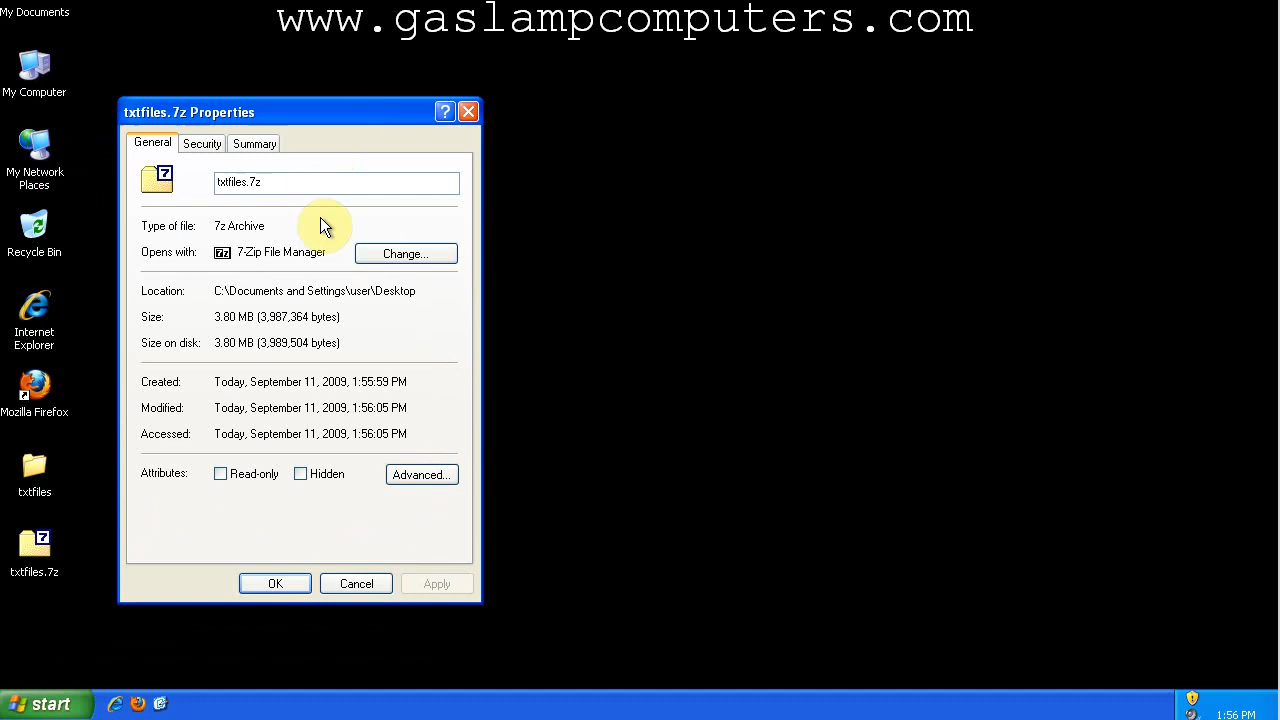 www.gaslampcomputers.com
My Documents
My Computer
My Network
Places
Recycle Bin
Internet
Explorer
Mozilla Firefox
txtfiles
7
txtfiles.7z
txtfiles.7z Properties
?
General Security Summary
7
txtfiles.7z
Type of file: 7z Archive
Opens with: 7z 7-Zip File Manager Change...
Location: C:\Documents and Settings\user\Desktop
Size: 3.80 MB (3,987,364 bytes)
Size on disk: 3.80 MB (3,989,504 bytes)
Created: Today, September 11, 2009, 1:55:59 PM
Modified: Today, September 11, 2009, 1:56:05 PM
Accessed: Today, September 11, 2009, 1:56:05 PM
Attributes: Read-only Hidden Advanced...
OK Cancel Apply
start
1:56 PM